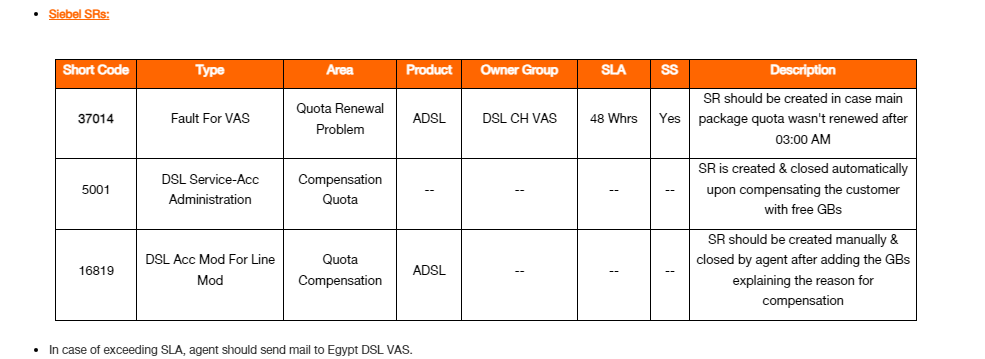 • Siebel SRs:
Short Code Type Area Product Owner Group SLA SS Description
37014 Fault For VAS Quota Renewal Problem ADSL DSL CH VAS 48 Whrs Yes SR should be created in case main package quota wasn't renewed after 03:00 AM
5001 DSL Service-Acc Administration Compensation Quota -- -- -- -- SR is created & closed automatically upon compensating the customer with free GBs
16819 DSL Acc Mod For Line Mod Quota Compensation ADSL -- -- -- SR should be created manually & closed by agent after adding the GBs explaining the reason for compensation
• In case of exceeding SLA, agent should send mail to Egypt DSL VAS.